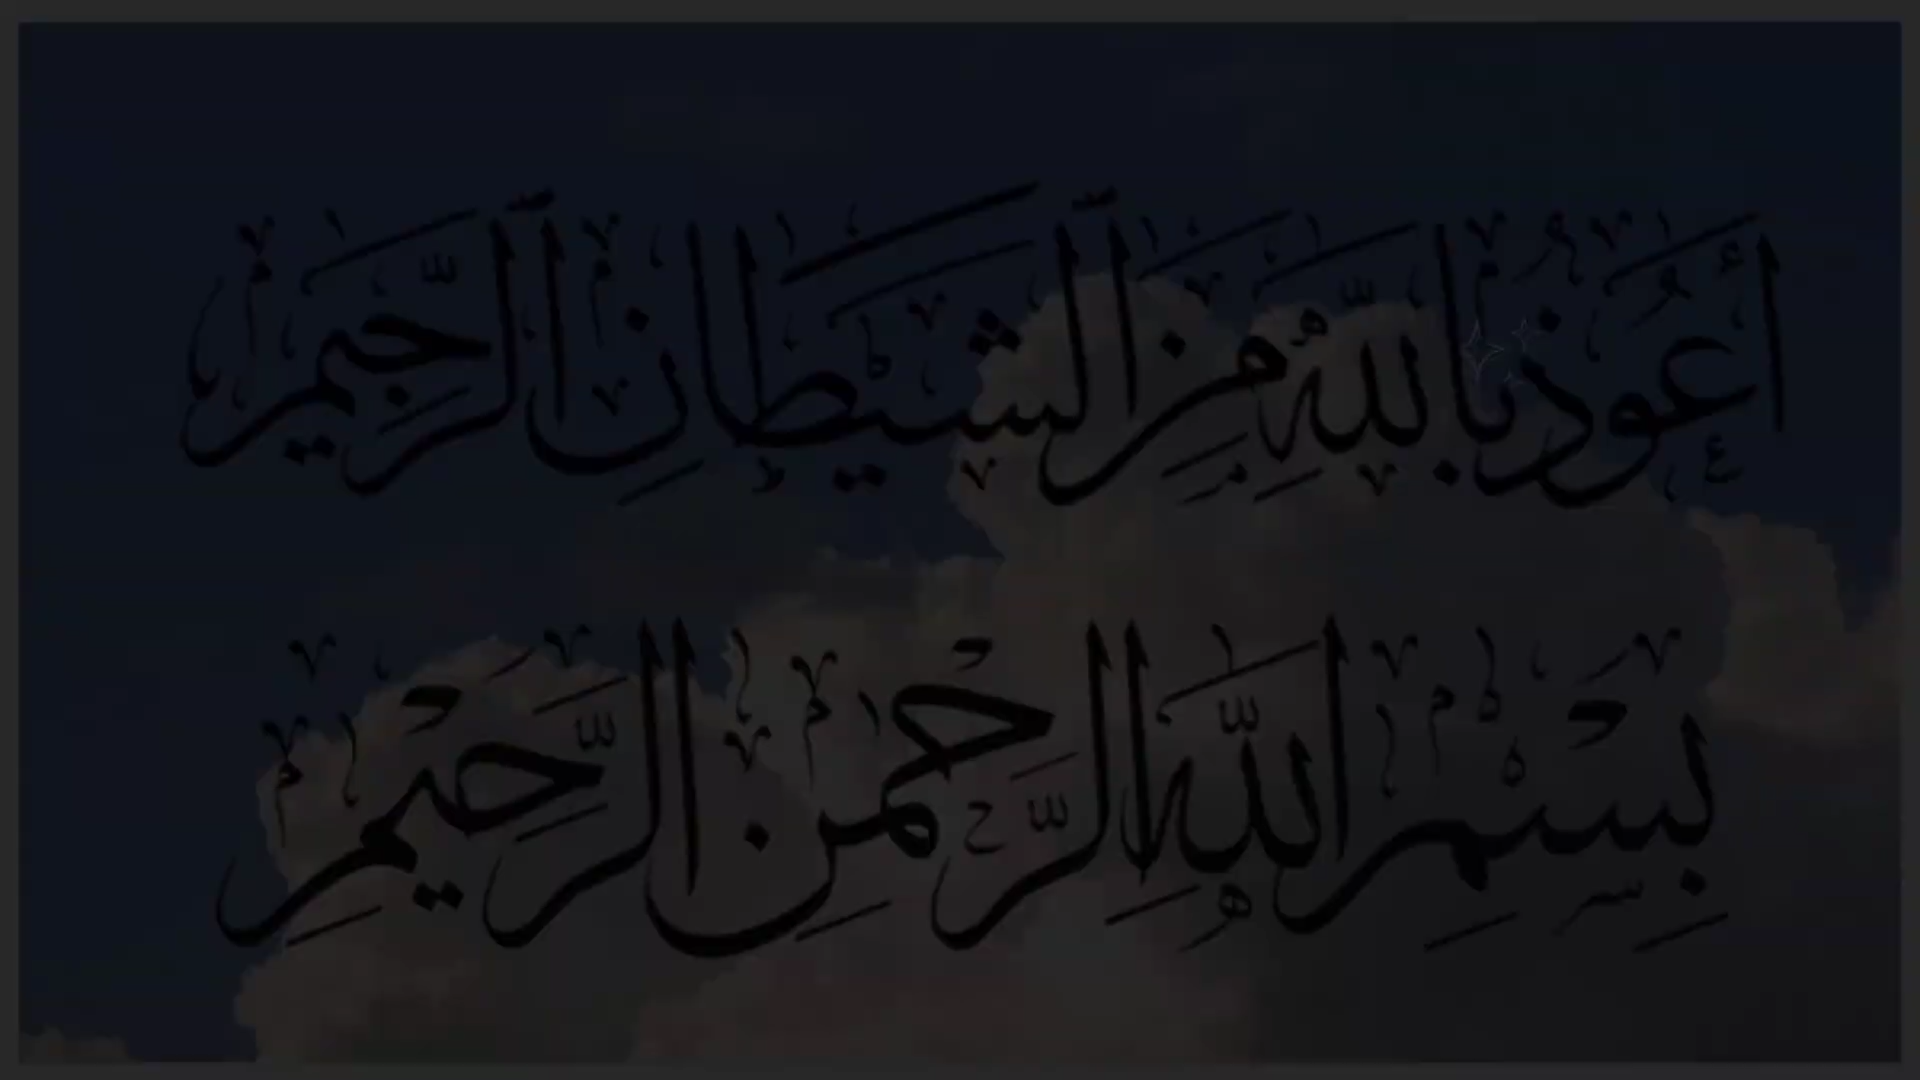 أَعُوذُ بِاللّٰهِ مِنَ الشَّيْطَانِ الرَّجِيمِ
بِسْمِ اللّٰهِ الرَّحْمٰنِ الرَّحِيمِ